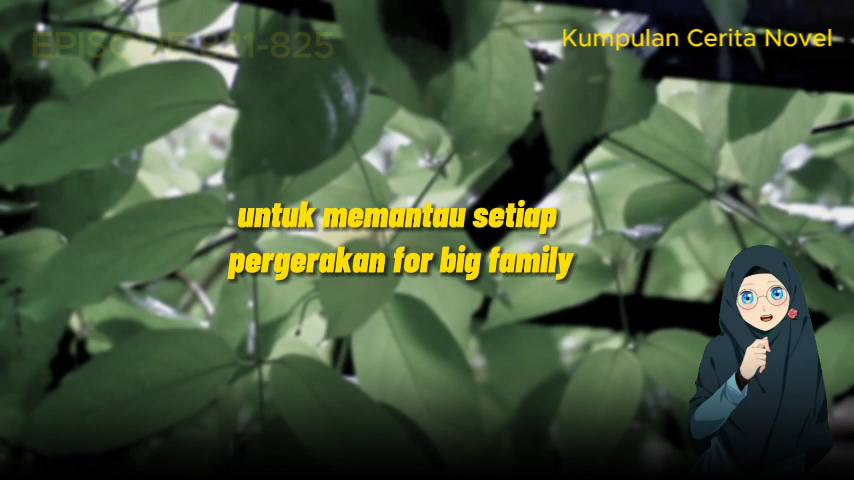 Kumpulan Cerita Novel
untuk memantau setiap
pergerakan for big family